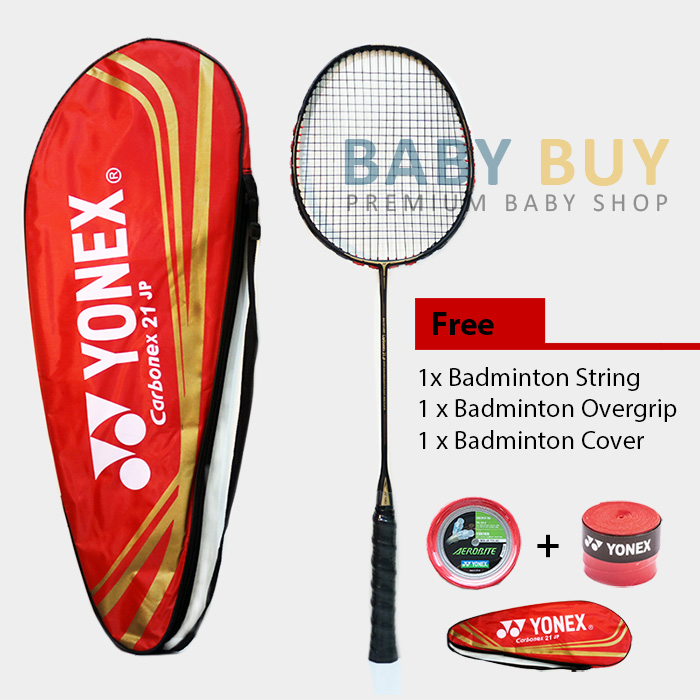 YONEX®
Carbonex 21 JP
BABY BUY
PREMIUM BABY SHOP
Free
1x Badminton String
1 x Badminton Overgrip
1 x Badminton Cover
AEROBITE
YONEX
+
YONEX
YONEX
Carbonex 21 JP